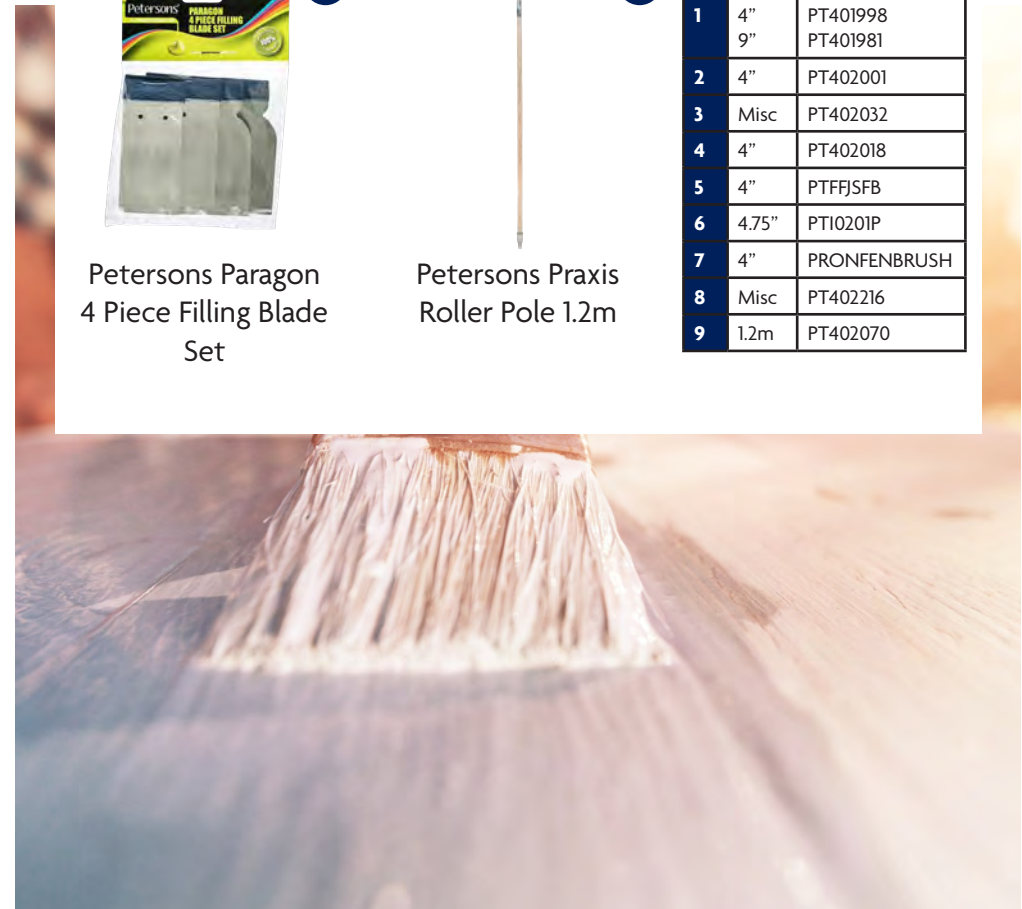 Petersons
PARAGON
4 PIECE FILLING
BLADE SET
100%
Petersons Paragon
4 Piece Filling Blade
Set
Petersons Praxis
Roller Pole 1.2m
1 4” PT401998
9” PT401981
2 4” PT402001
3 Misc PT402032
4 4” PT402018
5 4” PTFFJSFB
6 4.75” PTI0201P
7 4” PRONFENBRUSH
8 Misc PT402216
9 1.2m PT402070